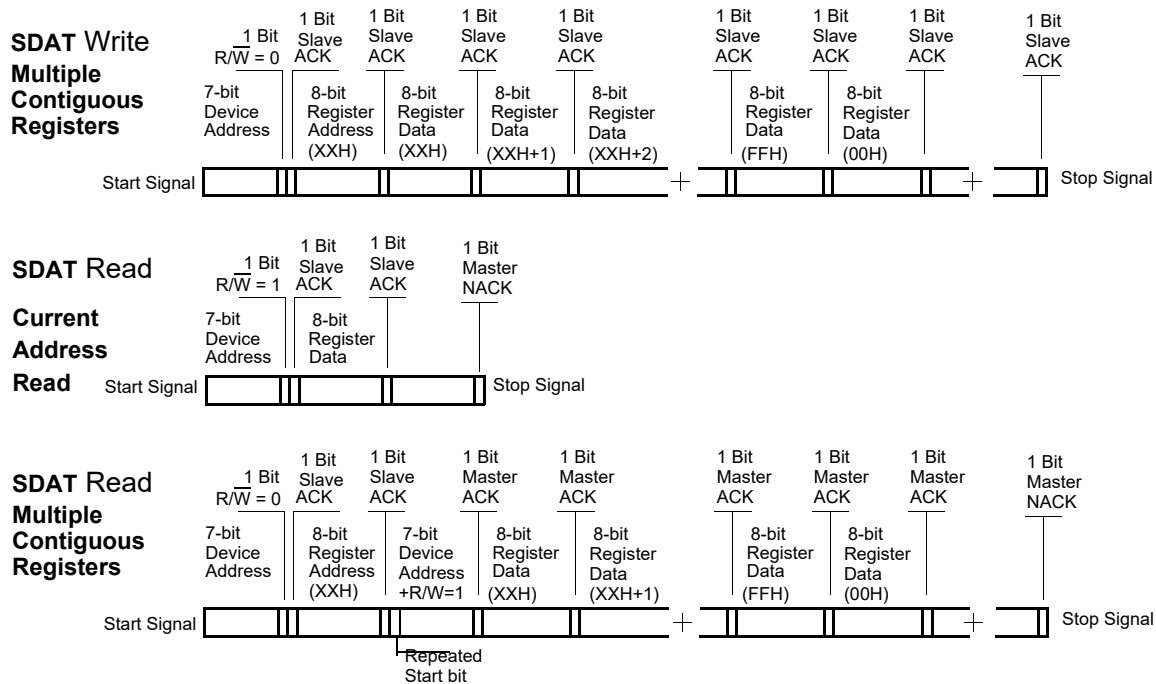 SDAT Write
Multiple
Contiguous
Registers
1 Bit
R/W̅ = 0
1 Bit
Slave
ACK
1 Bit
Slave
ACK
1 Bit
Slave
ACK
1 Bit
Slave
ACK
1 Bit
Slave
ACK
1 Bit
Slave
ACK
1 Bit
Slave
ACK
1 Bit
Slave
ACK
7-bit
Device
Address
8-bit
Register
Address
(XXH)
8-bit
Register
Data
(XXH)
8-bit
Register
Data
(XXH+1)
8-bit
Register
Data
(XXH+2)
8-bit
Register
Data
(FFH)
8-bit
Register
Data
(00H)
Start Signal
+
+
Stop Signal
SDAT Read
Current
Address
Read
1 Bit
R/W̅ = 1
1 Bit
Slave
ACK
1 Bit
Slave
ACK
1 Bit
Master
NACK
7-bit
Device
Address
8-bit
Register
Data
Start Signal
Stop Signal
SDAT Read
Multiple
Contiguous
Registers
1 Bit
R/W̅ = 0
1 Bit
Slave
ACK
1 Bit
Slave
ACK
1 Bit
Master
ACK
1 Bit
Master
ACK
1 Bit
Master
ACK
1 Bit
Master
ACK
1 Bit
Master
ACK
1 Bit
Master
NACK
7-bit
Device
Address
8-bit
Register
Address
(XXH)
7-bit
Device
Address
+R/W=1
8-bit
Register
Data
(XXH)
8-bit
Register
Data
(XXH+1)
8-bit
Register
Data
(FFH)
8-bit
Register
Data
(00H)
Start Signal
+
+
Stop Signal
Repeated
Start bit